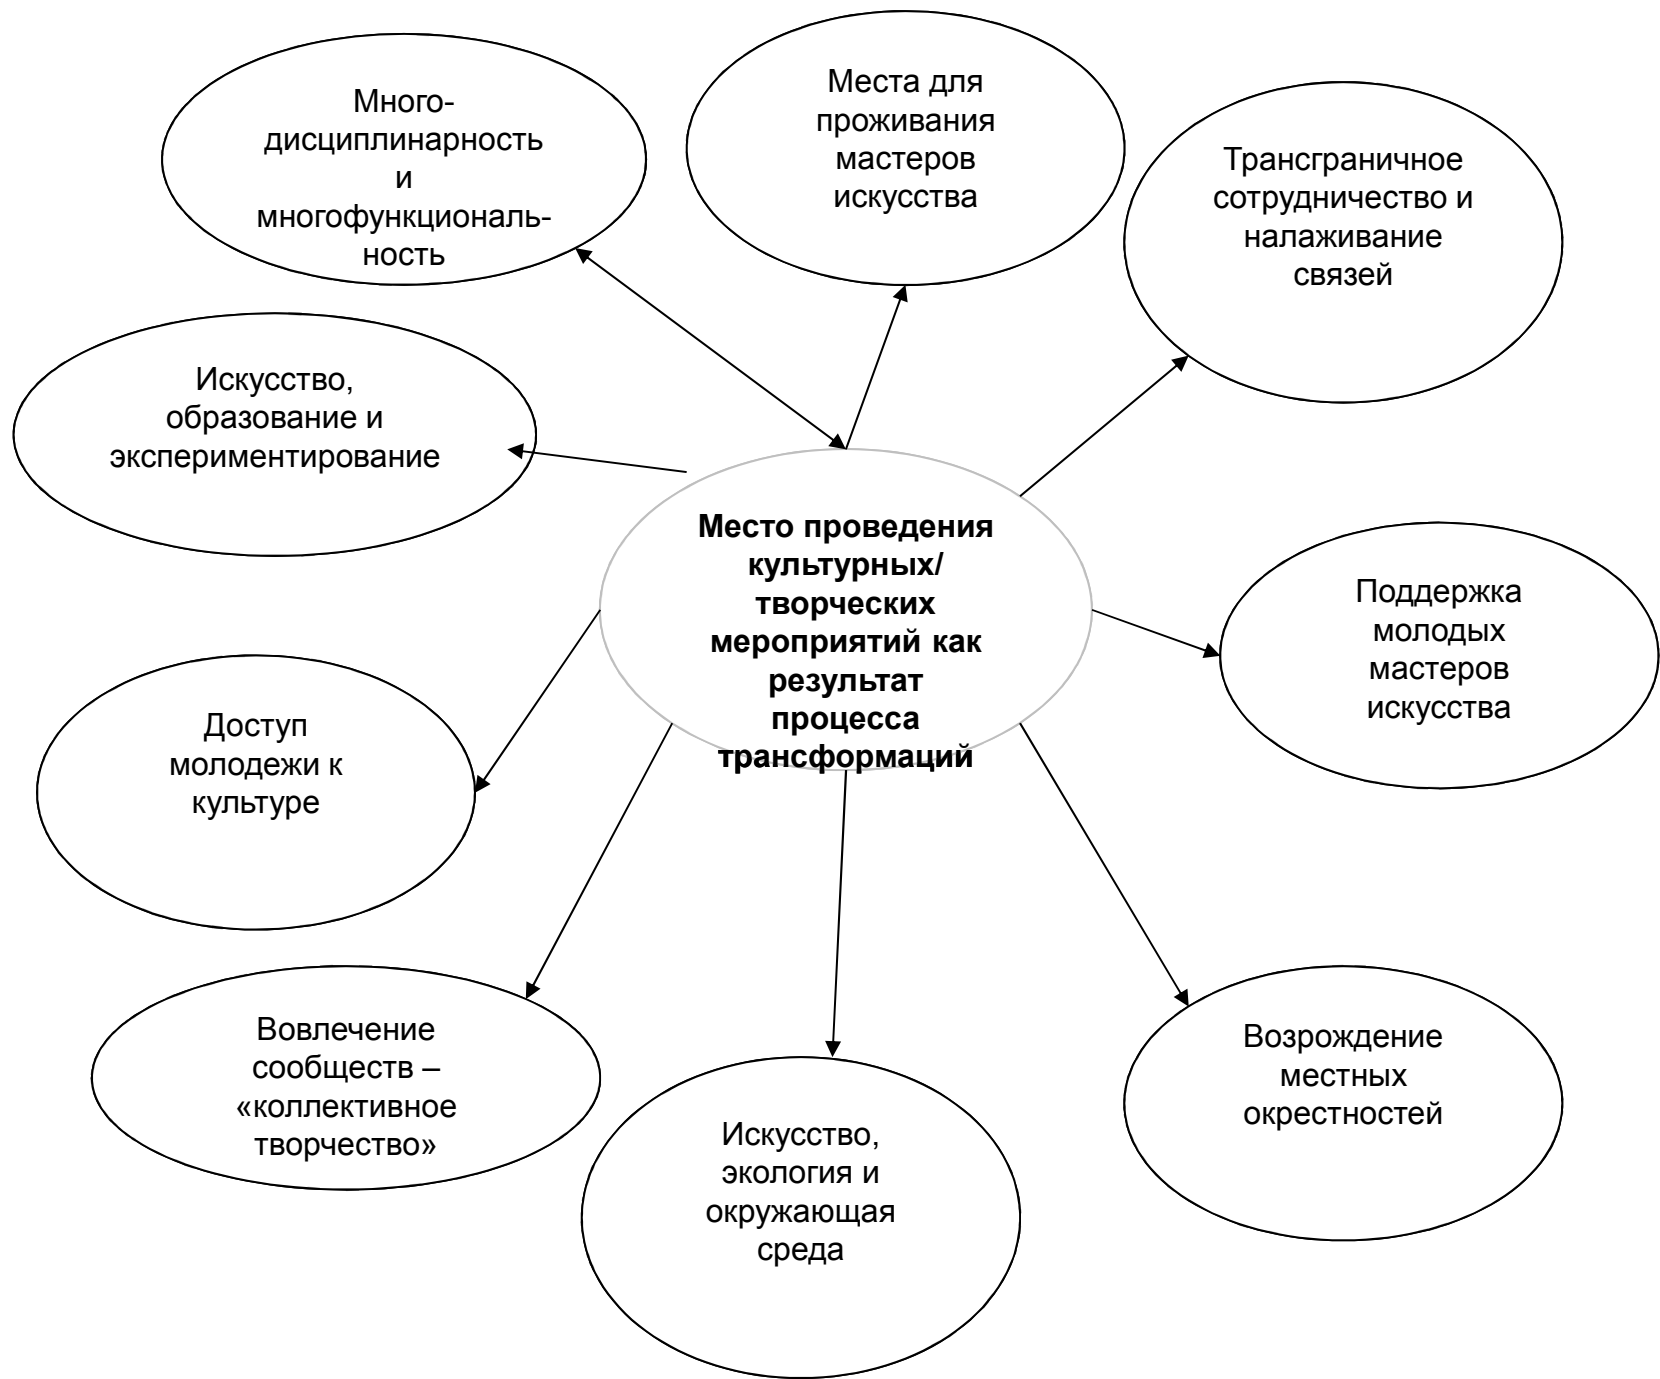 Много-
дисциплинарность
и
многофункциональ-
ность
Места для
проживания
мастеров
искусства
Трансграничное
сотрудничество и
налаживание
связей
Искусство,
образование и
экспериментирование
Место проведения
культурных/
творческих
мероприятий как
результат
процесса
трансформаций
Поддержка
молодых
мастеров
искусства
Доступ
молодежи к
культуре
Вовлечение
сообществ –
«коллективное
творчество»
Искусство,
экология и
окружающая
среда
Возрождение
местных
окрестностей